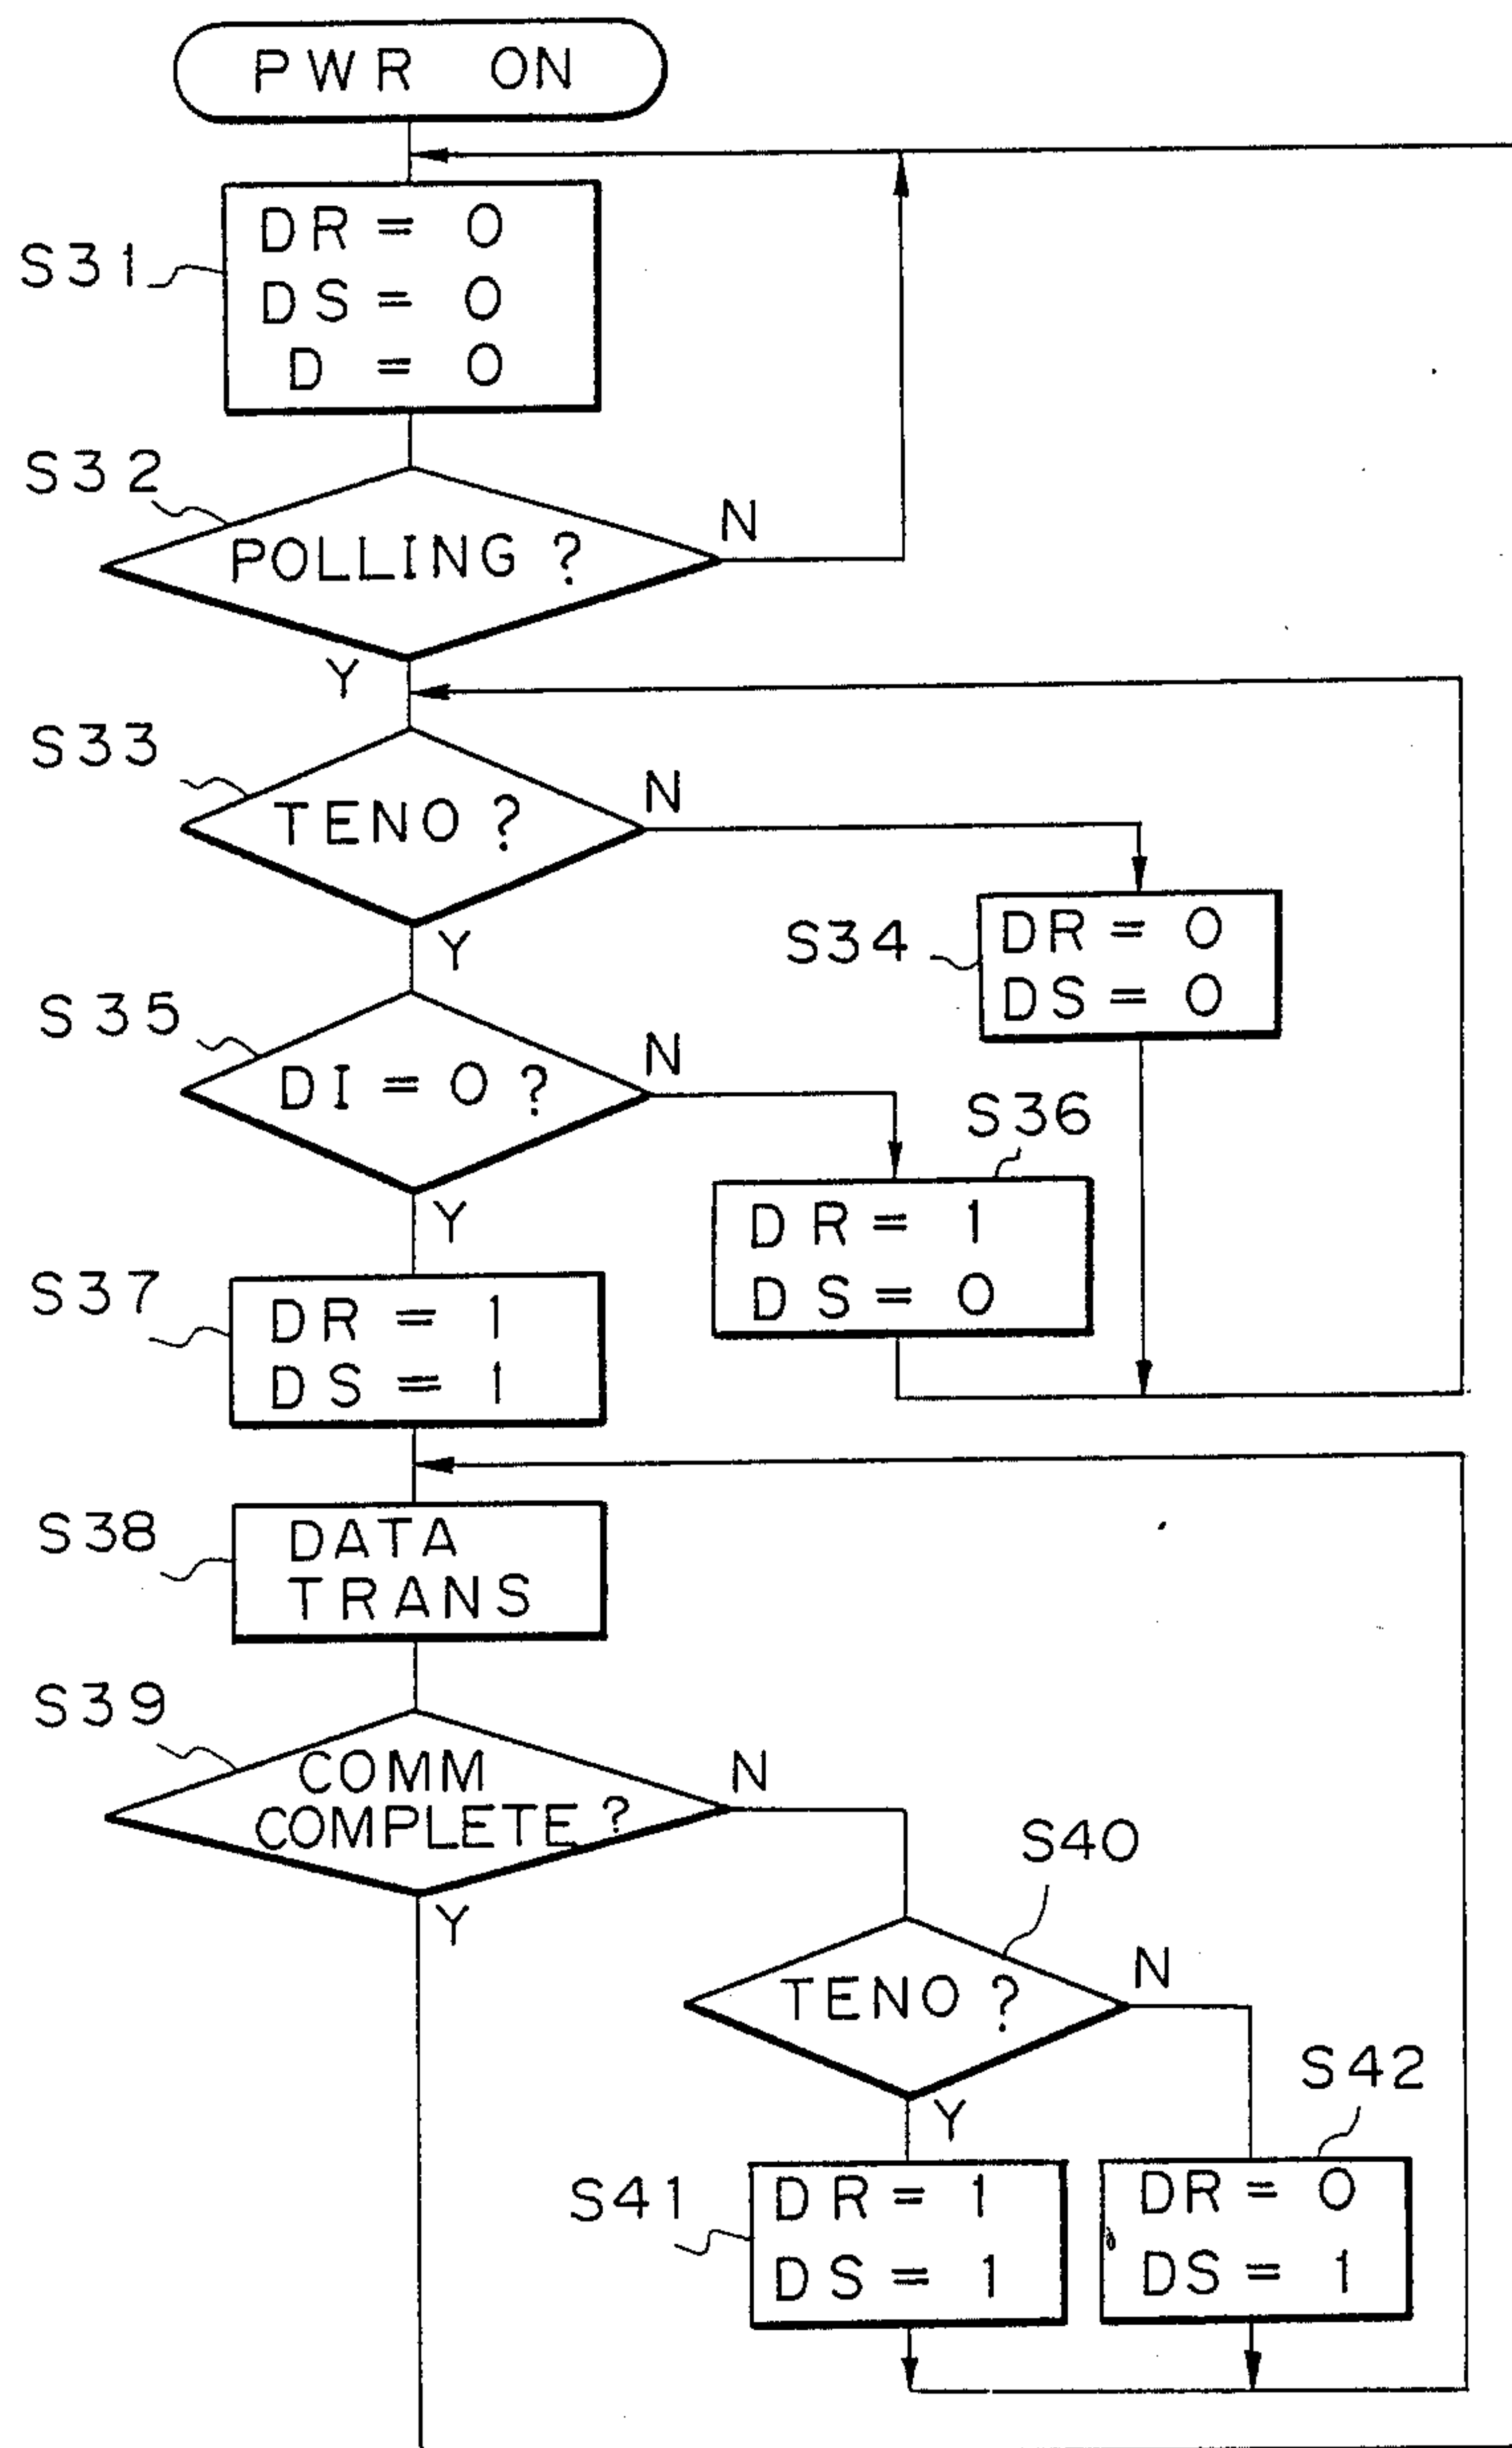 PWR ON
S31
DR = 0
DS = 0
D = 0
S32
POLLING ?
N
Y
S33
TENO ?
N
Y
S34
DR = 0
DS = 0
S35
DI = 0 ?
N
Y
S36
DR = 1
DS = 0
S37
DR = 1
DS = 1
S38
DATA
TRANS
S39
COMM
COMPLETE ?
N
Y
S40
TENO ?
N
Y
S41
DR = 1
DS = 1
S42
DR = 0
DS = 1